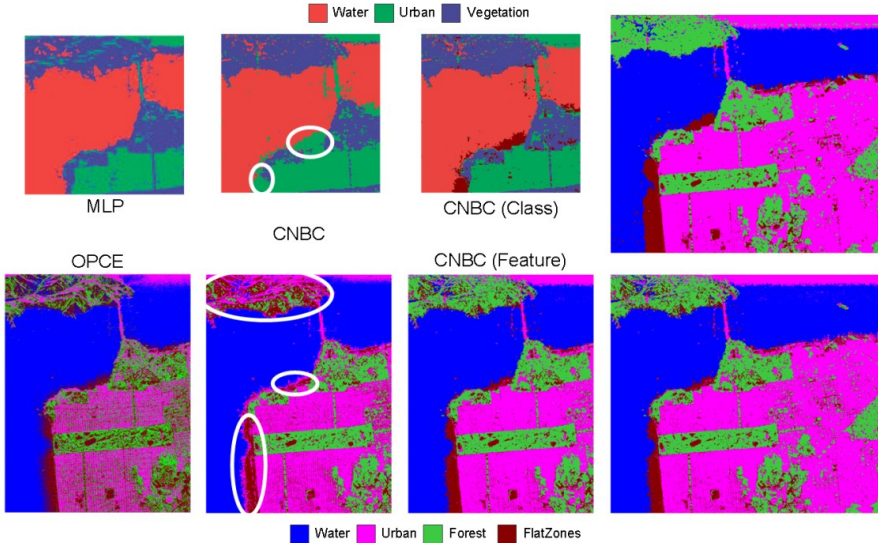 Water Urban Vegetation
MLP
CNBC
CNBC (Class)
OPCE
CNBC (Feature)
Water Urban Forest FlatZones